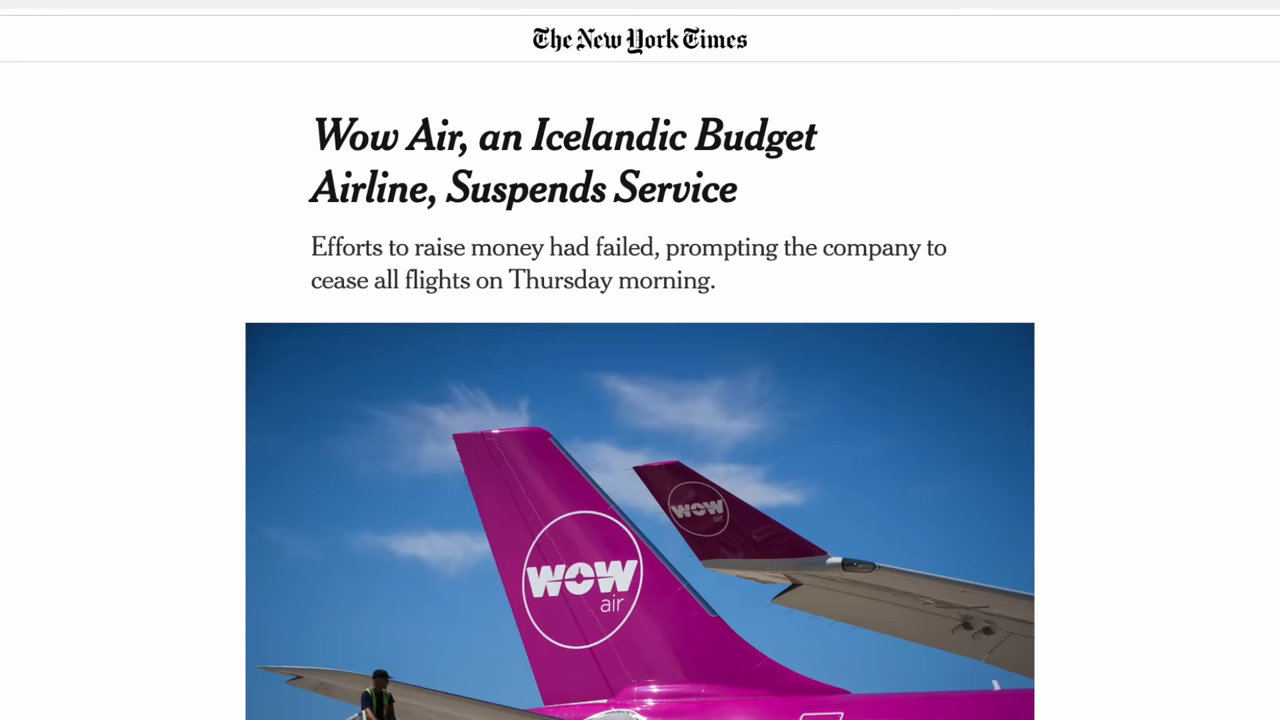 The New York Times
Wow Air, an Icelandic Budget
Airline, Suspends Service
Efforts to raise money had failed, prompting the company to
cease all flights on Thursday morning.
WOW
air
WOW
air